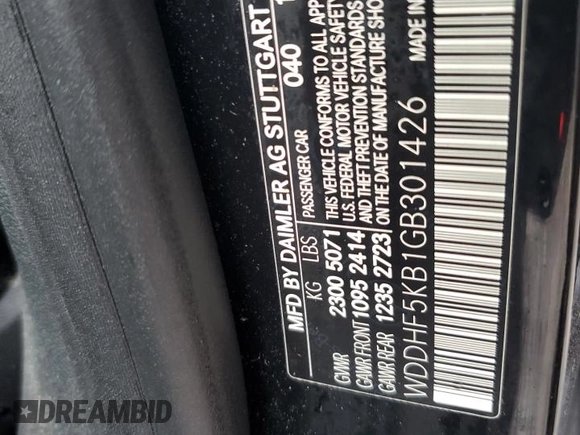 MFD BY DAIMLER AG STUTTGART
040
PASSENGER CAR
KG LBS
THIS VEHICLE CONFORMS TO ALL APP
U.S. FEDERAL MOTOR VEHICLE SAFETY
AND THEFT PREVENTION STANDARDS
ON THE DATE OF MANUFACTURE SHO
GVWR 2300 5071
GAWR FRONT 1095 2414
GAWR REAR 1235 2723
MADE IN
WDDHF5KB1GB301426
DREAMBID